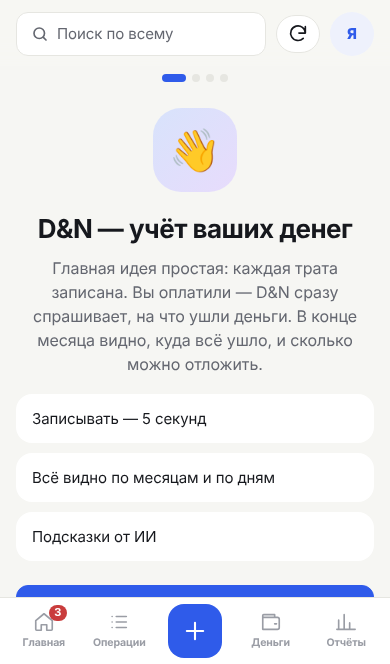 Поиск по всему
Я
D&N — учёт ваших денег
Главная идея простая: каждая трата
записана. Вы оплатили — D&N сразу
спрашивает, на что ушли деньги. В конце
месяца видно, куда всё ушло, и сколько
можно отложить.
Записывать — 5 секунд
Всё видно по месяцам и по дням
Подсказки от ИИ
3
Главная
Операции
Деньги
Отчёты